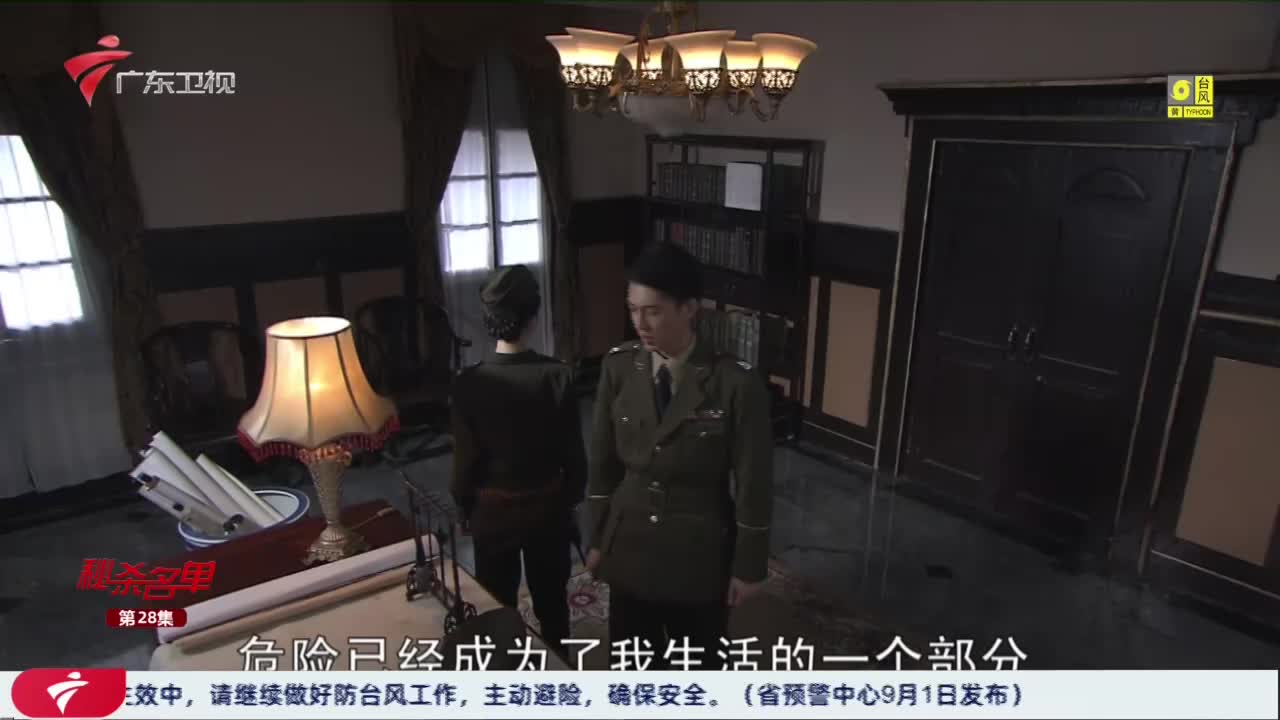 广东卫视
台风
黄 TYPHOON
秒杀名单
第28集
危险已经成为了我生活的一个部分
生效中，请继续做好防台风工作，主动避险，确保安全。（省预警中心9月1日发布）